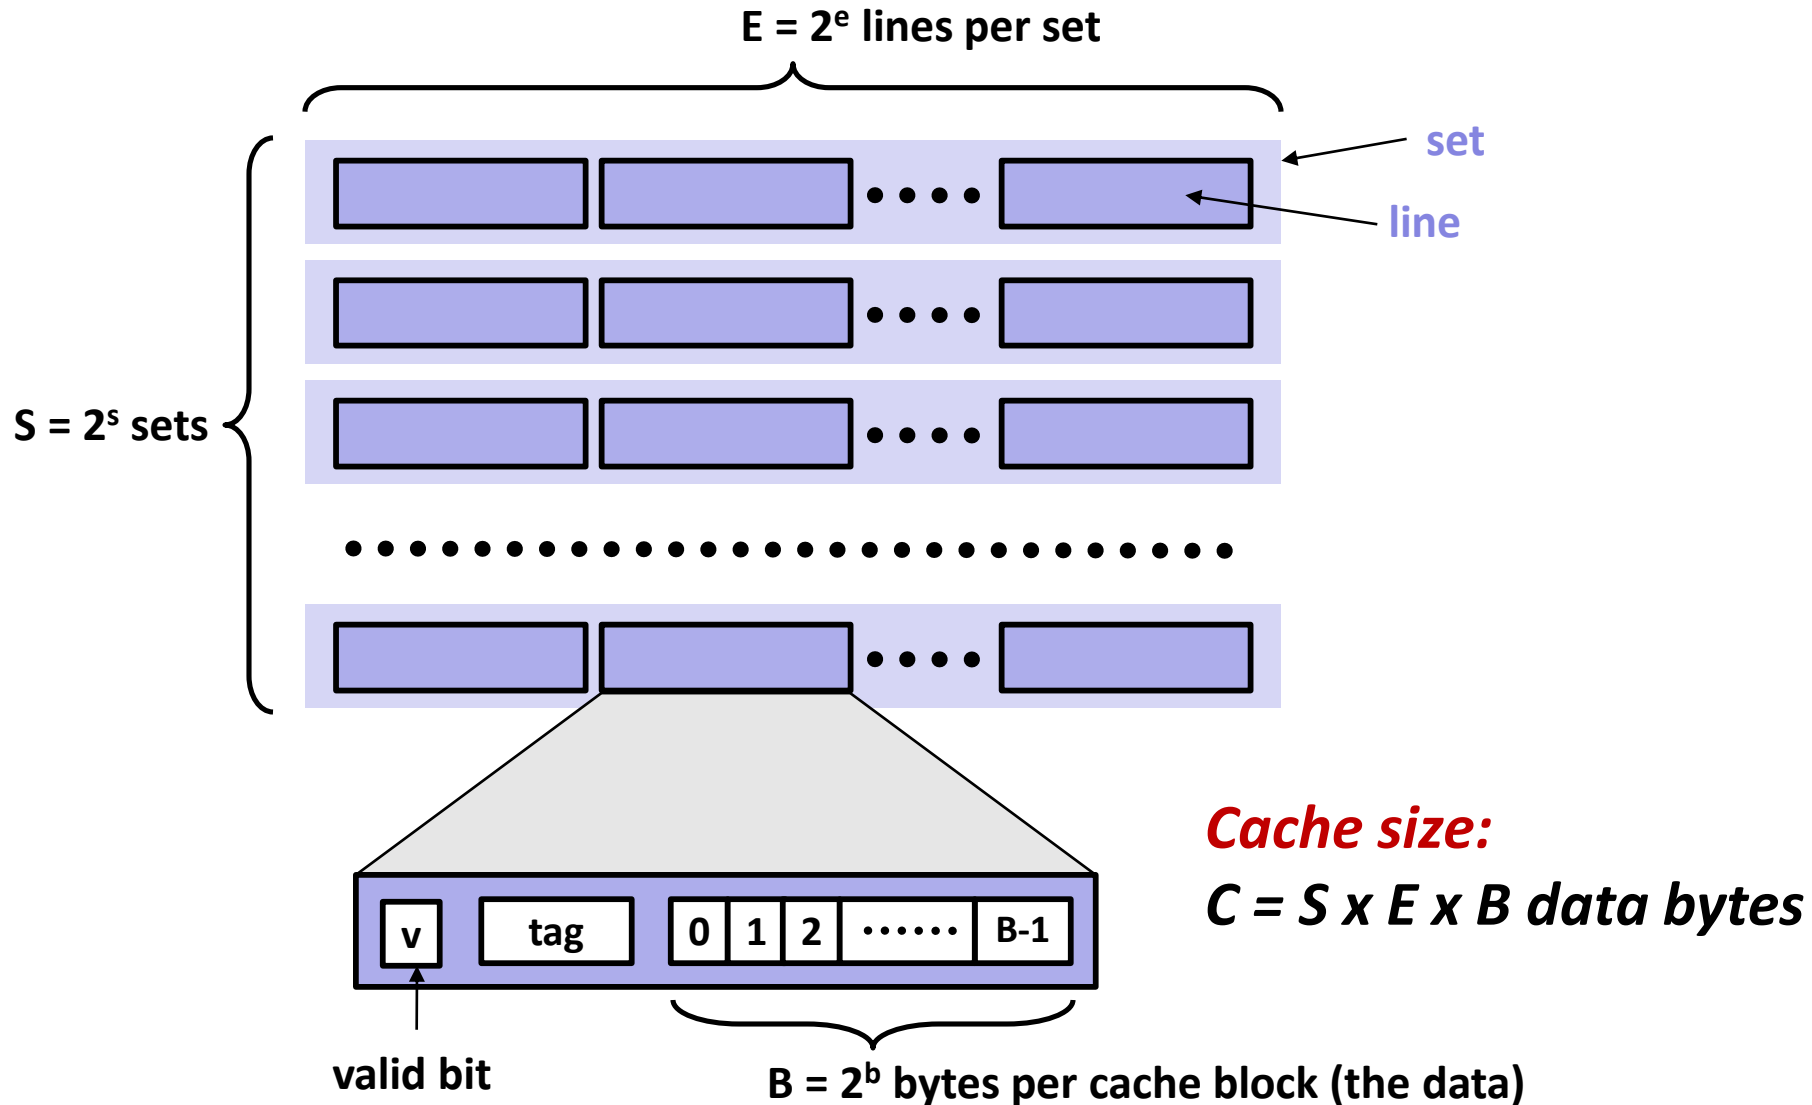 E = 2ᵉ lines per set
set
line
S = 2ˢ sets
Cache size:
C = S x E x B data bytes
v
tag
0 1 2 •••••• B-1
valid bit
B = 2ᵇ bytes per cache block (the data)